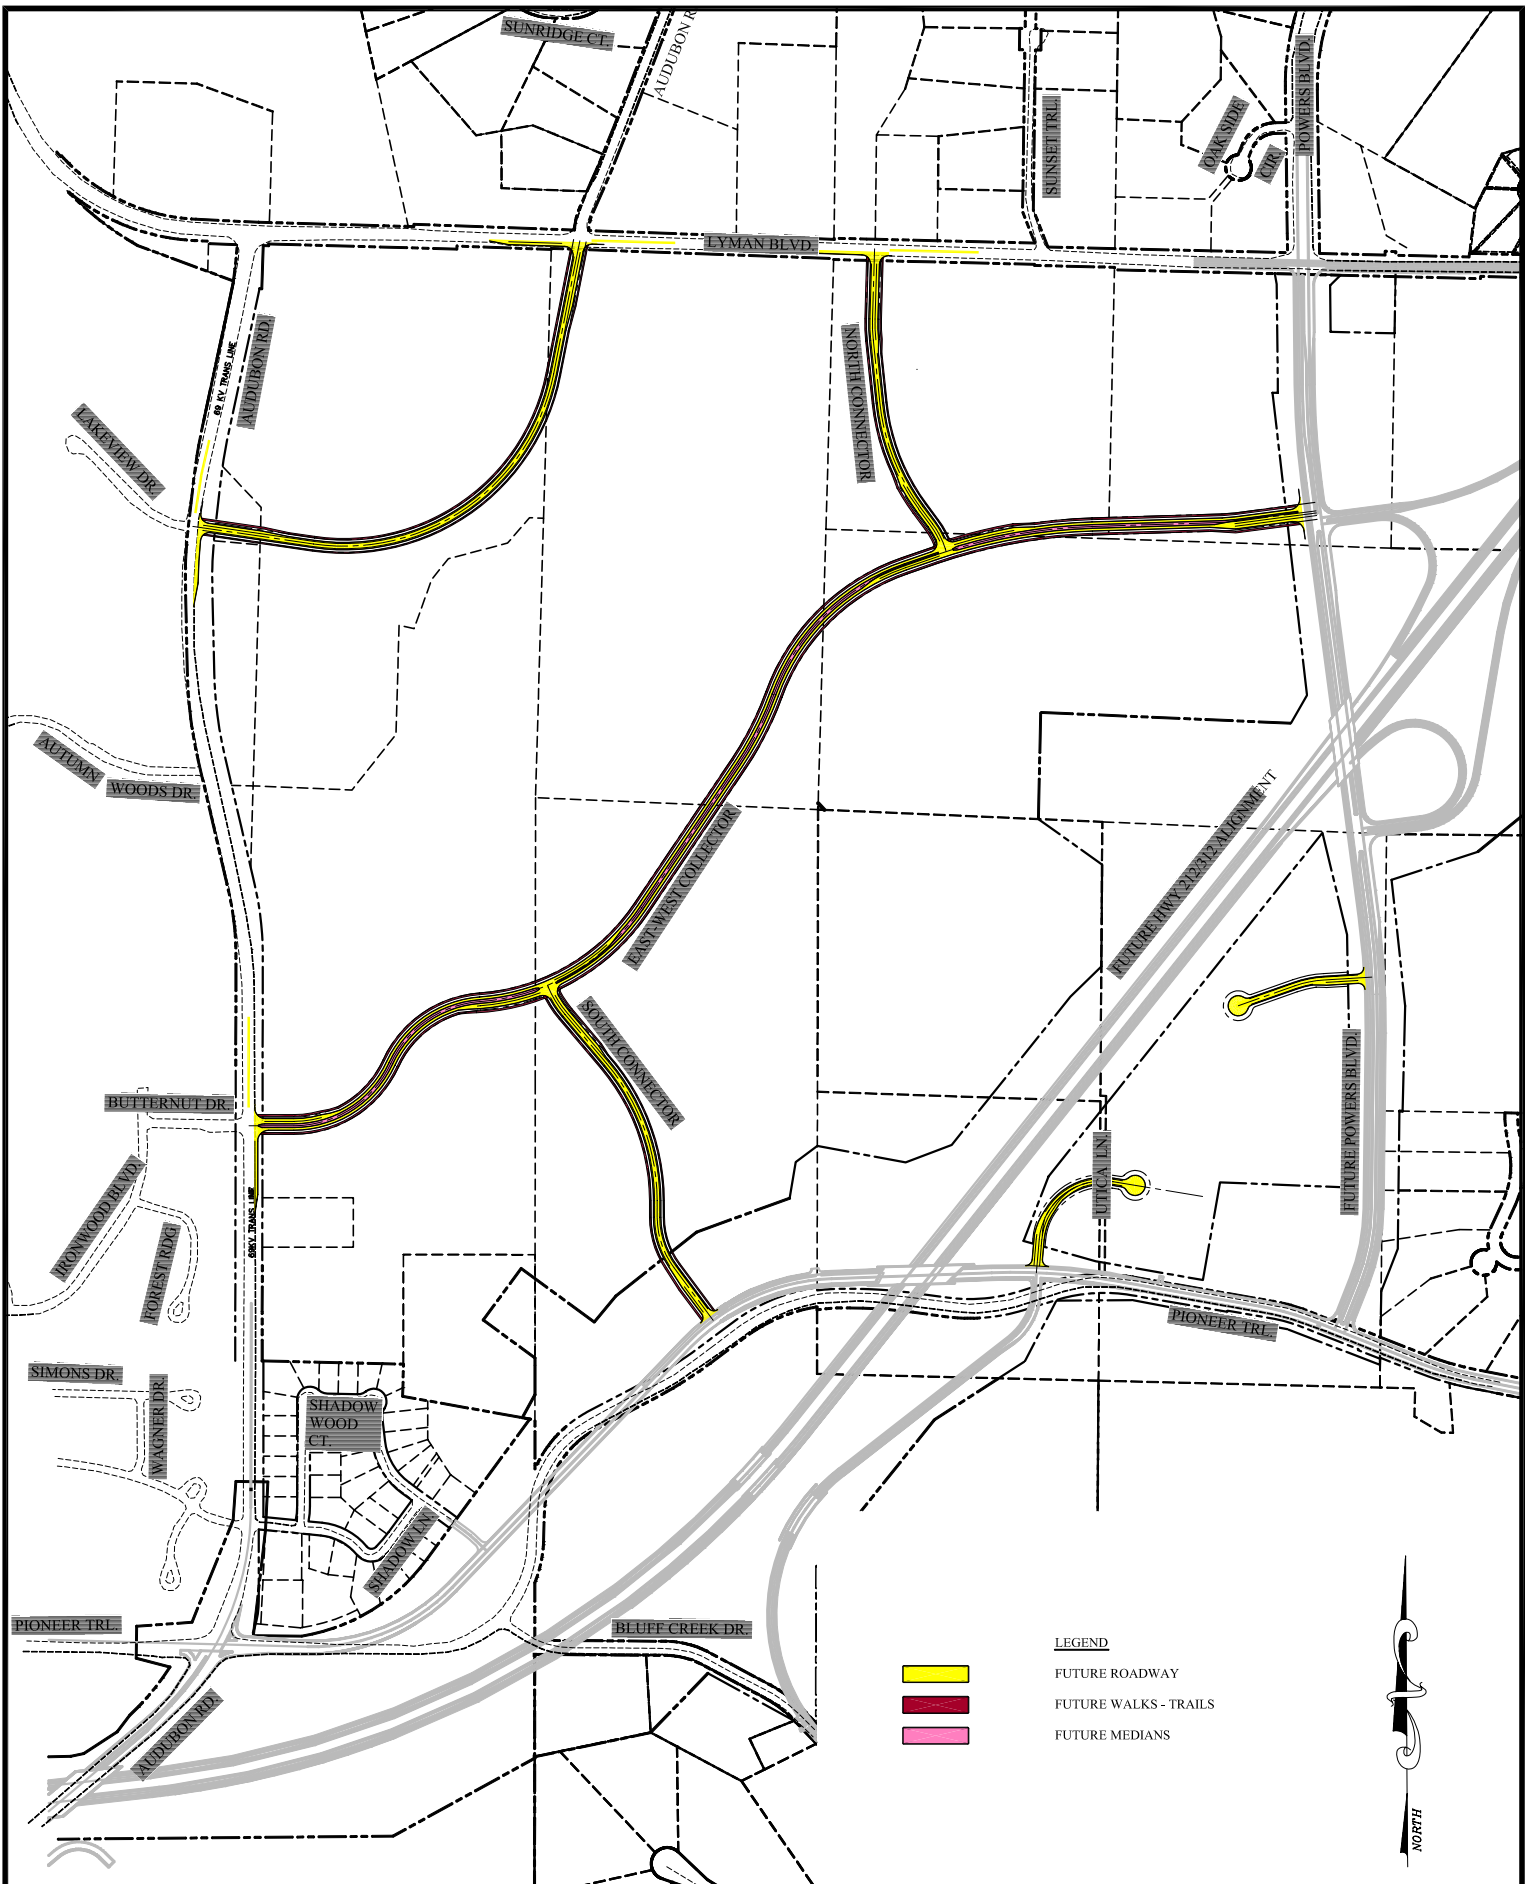 SUNRIDGE CT.
AUDUBON R
POWERS BLVD.
OAK SIDE
CIR.
SUNSET TRL.
LYMAN BLVD.
AUDUBON RD.
69 KV TRANS LINE
NORTH CONNECTOR
LAKEVIEW DR.
AUTUMN
WOODS DR.
FUTURE HWY 212/312 ALIGNMENT
EAST-WEST COLLECTOR
SOUTH CONNECTOR
FUTURE POWERS BLVD.
BUTTERNUT DR.
UTICA LN.
IRONWOOD BLVD.
69KV TRANS LINE
FOREST RDG
PIONEER TRL.
SIMONS DR.
WAGNER DR.
SHADOW
WOOD
CT.
SHADOW LN.
PIONEER TRL.
BLUFF CREEK DR.
AUDUBON RD.
LEGEND
FUTURE ROADWAY
FUTURE WALKS - TRAILS
FUTURE MEDIANS
NORTH